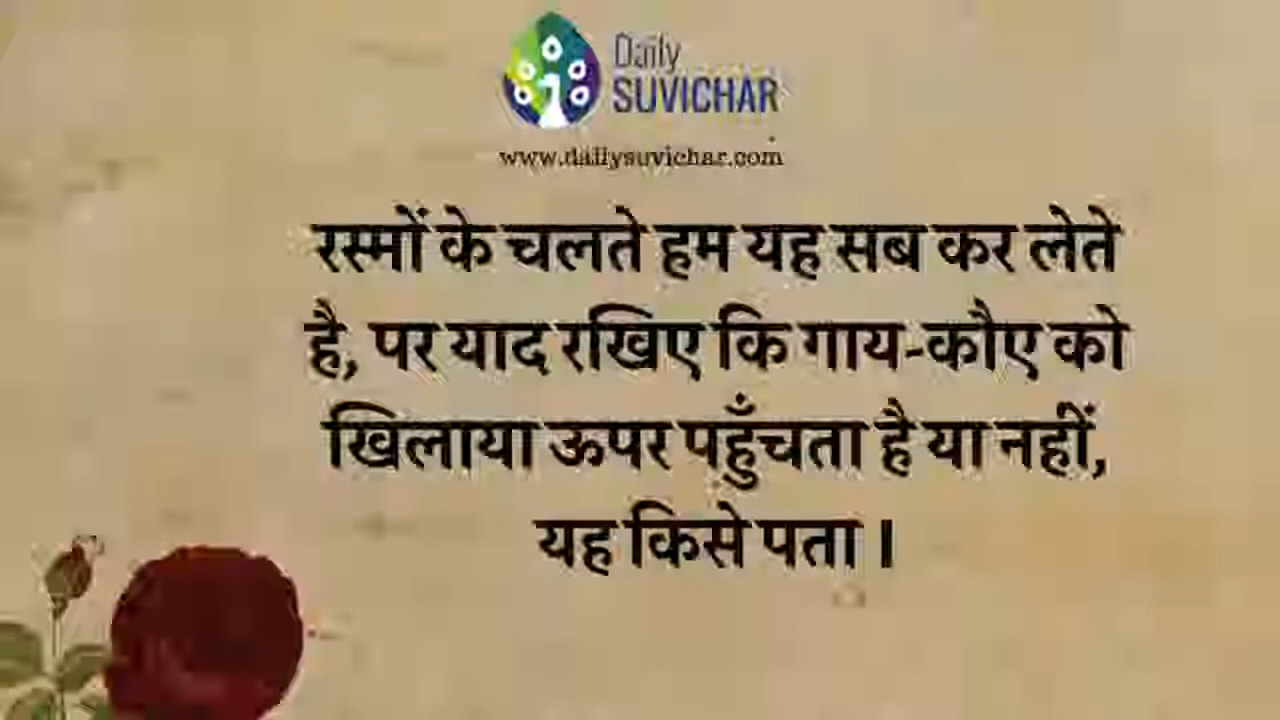 Daily
SUVICHAR
www.dailysuvichar.com
रस्मों के चलते हम यह सब कर लेते
है, पर याद रखिए कि गाय-कौए को
खिलाया ऊपर पहुँचता है या नहीं,
यह किसे पता ।